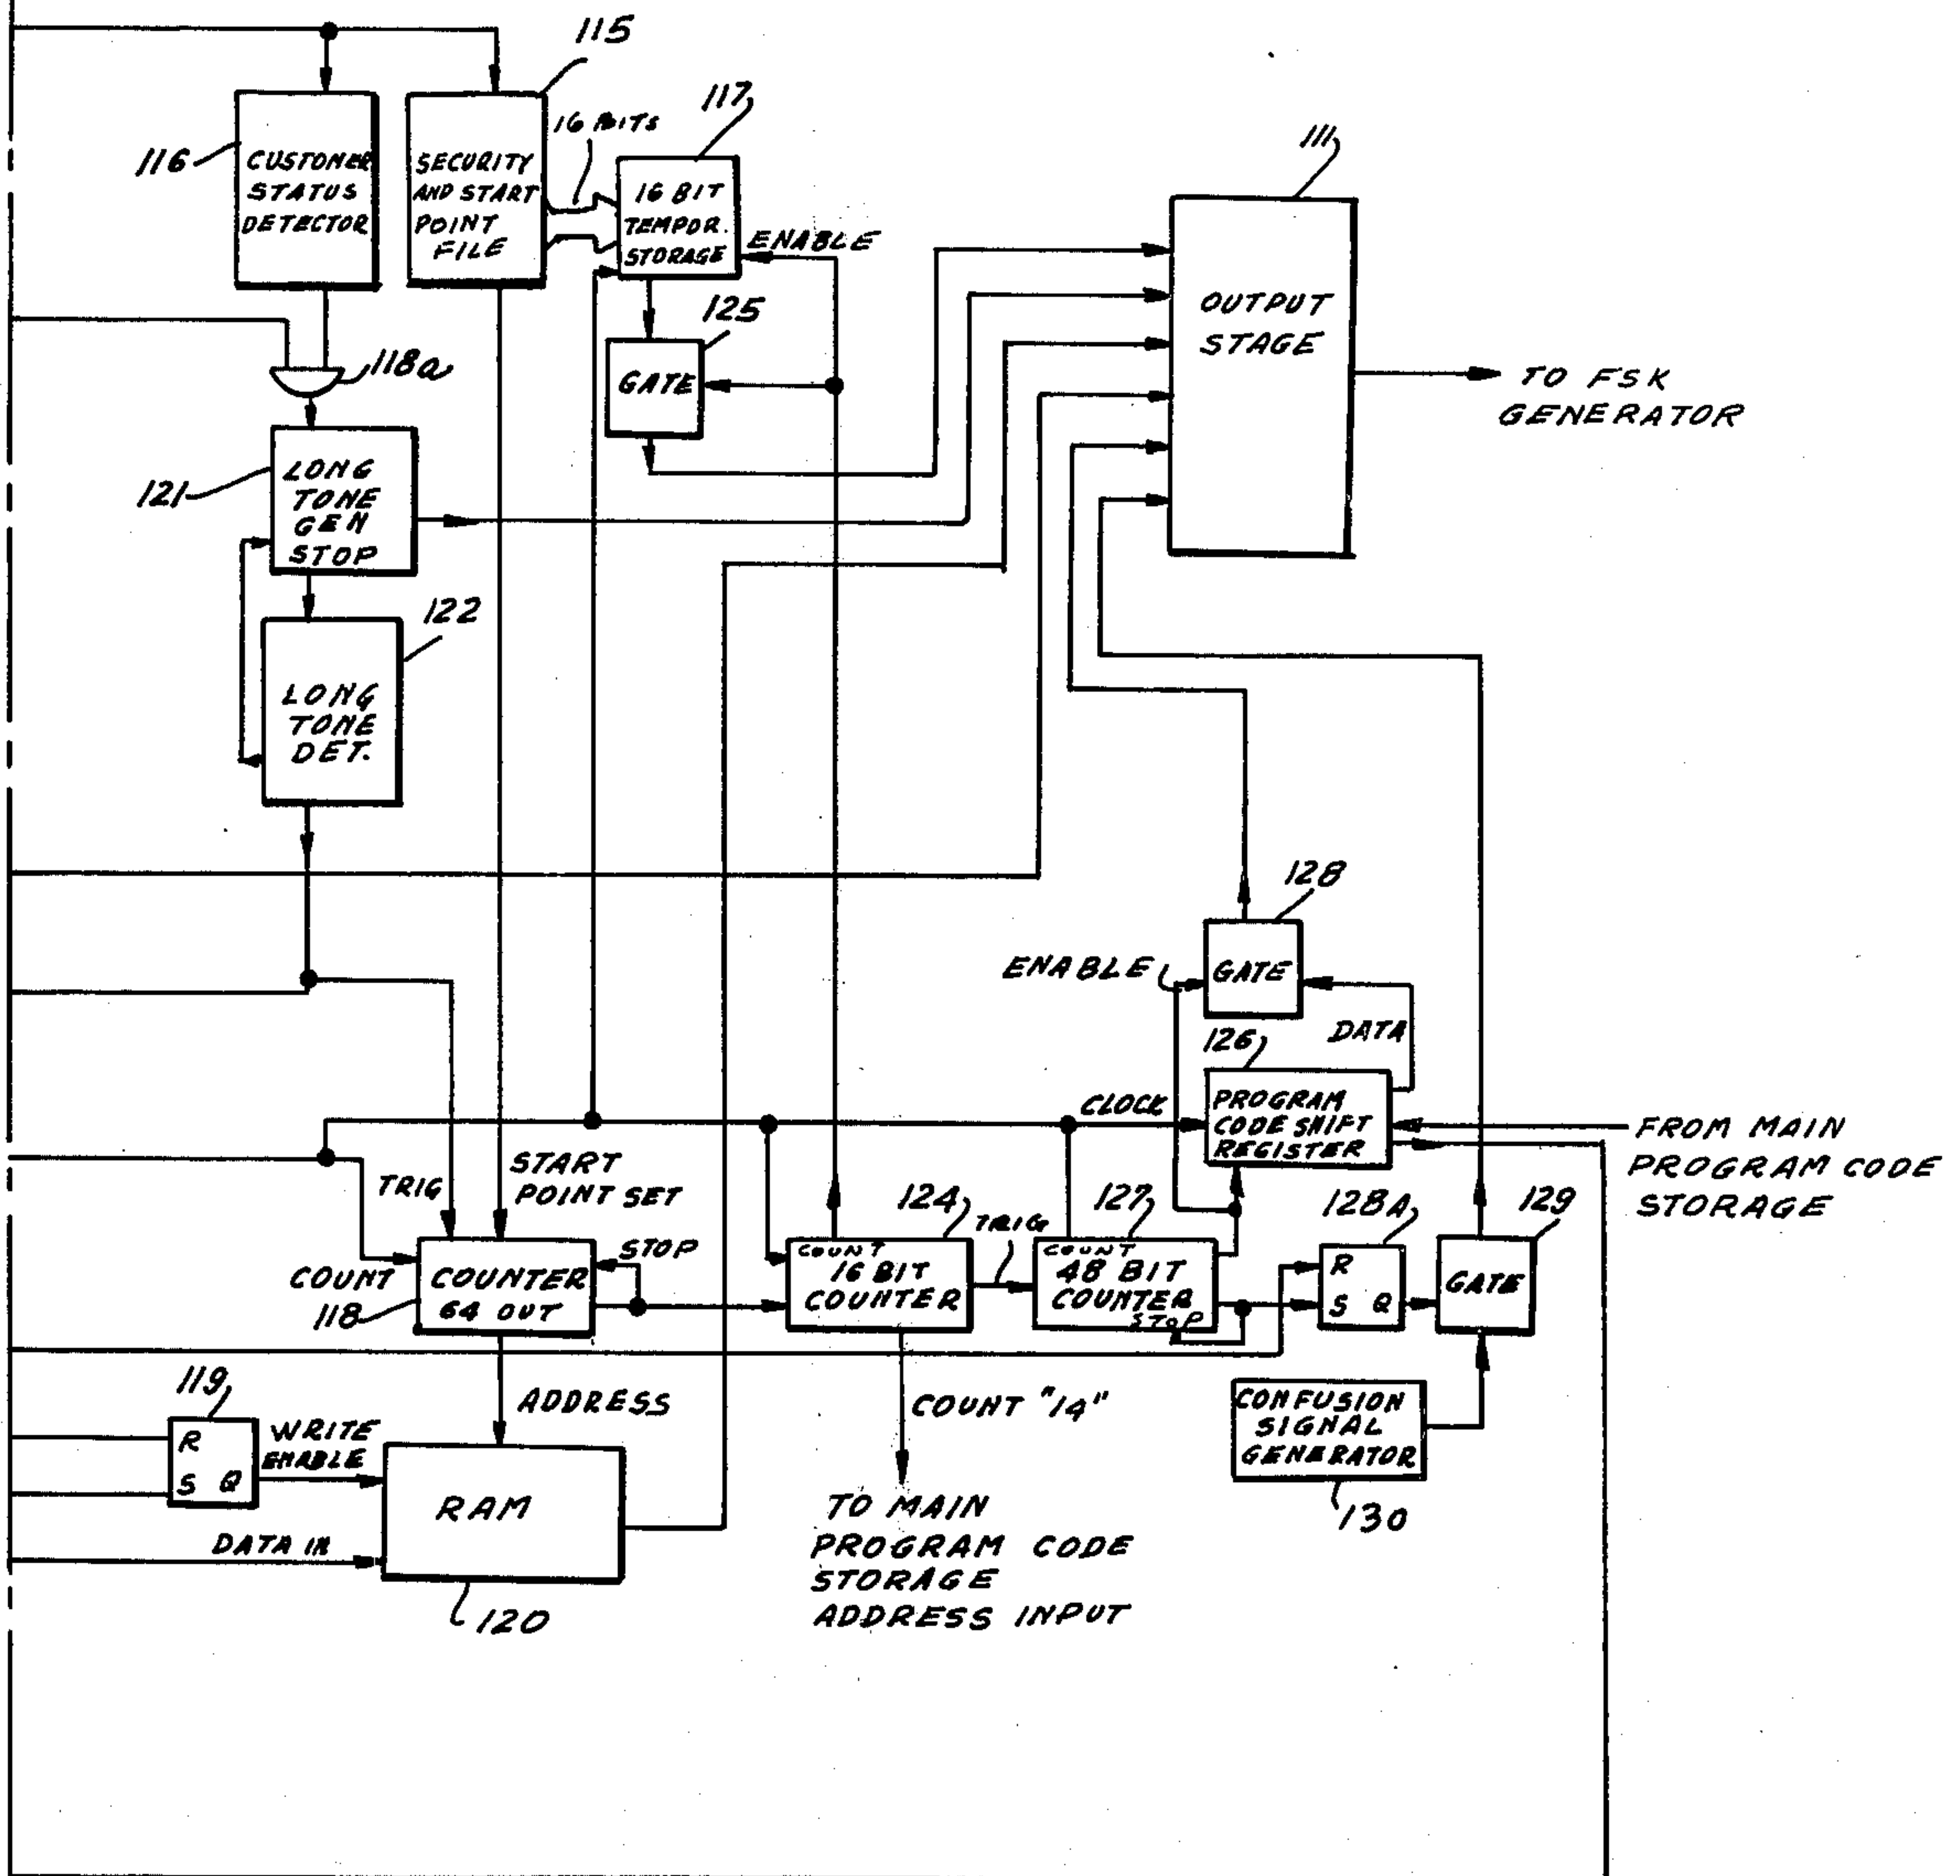 115
117
16 BITS
111
116
CUSTOMER
STATUS
DETECTOR
SECURITY
AND START
POINT
FILE
16 BIT
TEMPOR.
STORAGE
ENABLE
125
GATE
OUTPUT
STAGE
TO FSK
GENERATOR
118a
121
LONG
TONE
GEN
STOP
122
LONG
TONE
DET.
128
ENABLE
GATE
DATA
126
CLOCK
PROGRAM
CODE SHIFT
REGISTER
FROM MAIN
PROGRAM CODE
STORAGE
TRIG
START
POINT SET
124
TRIG
127
128A
129
STOP
COUNT
118
COUNTER
64 OUT
COUNT
16 BIT
COUNTER
COUNT
48 BIT
COUNTER
STOP
R
S Q
GATE
119
R
S Q
WRITE
ENABLE
ADDRESS
COUNT "14"
CONFUSION
SIGNAL
GENERATOR
130
DATA IN
RAM
120
TO MAIN
PROGRAM CODE
STORAGE
ADDRESS INPUT